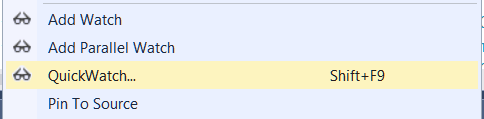 Add Watch
Add Parallel Watch
QuickWatch... Shift+F9
Pin To Source